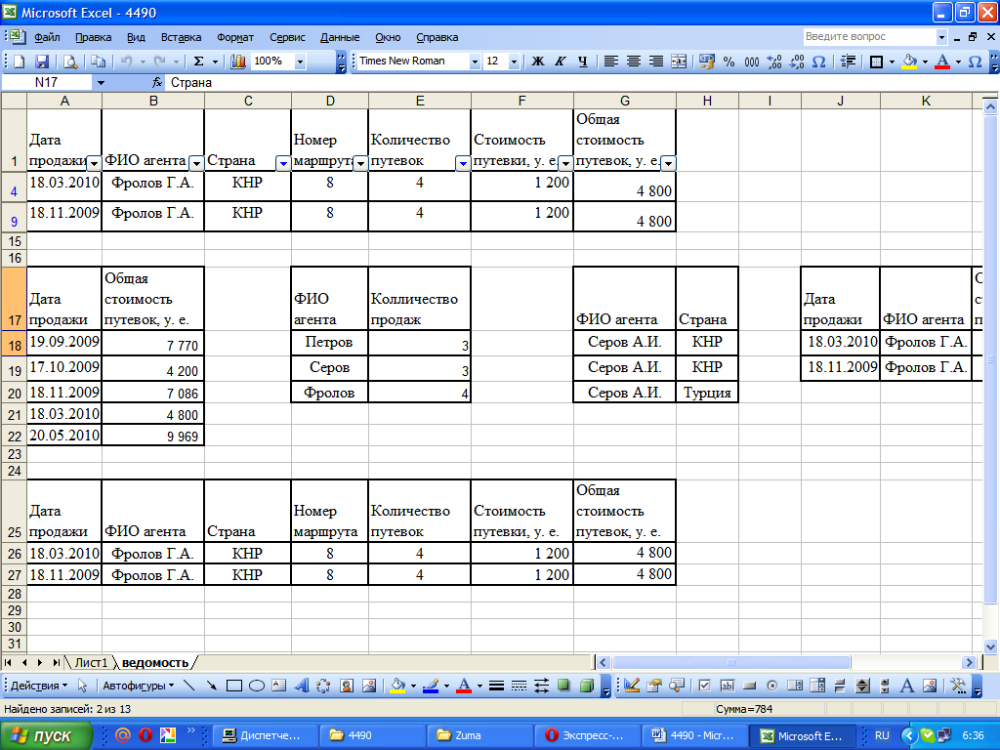 Microsoft Excel - 4490
Файл Правка Вид Вставка Формат Сервис Данные Окно Справка Введите вопрос
Σ 100% Times New Roman 12 Ж К Ч % 000
N17 fx Страна
A B C D E F G H I J K
1 Дата продажи ФИО агента Страна Номер маршрута Количество путевок Стоимость путевки, у. е. Общая стоимость путевок, у. е.
4 18.03.2010 Фролов Г.А. КНР 8 4 1 200 4 800
9 18.11.2009 Фролов Г.А. КНР 8 4 1 200 4 800
15
16
17 Дата продажи Общая стоимость путевок, у. е. ФИО агента Колличество продаж ФИО агента Страна Дата продажи ФИО агента
18 19.09.2009 7 770 Петров 3 Серов А.И. КНР 18.03.2010 Фролов Г.А.
19 17.10.2009 4 200 Серов 3 Серов А.И. КНР 18.11.2009 Фролов Г.А.
20 18.11.2009 7 086 Фролов 4 Серов А.И. Турция
21 18.03.2010 4 800
22 20.05.2010 9 969
23
24
25 Дата продажи ФИО агента Страна Номер маршрута Количество путевок Стоимость путевки, у. е. Общая стоимость путевок, у. е.
26 18.03.2010 Фролов Г.А. КНР 8 4 1 200 4 800
27 18.11.2009 Фролов Г.А. КНР 8 4 1 200 4 800
28
29
30
31
Лист1 ведомость
Действия Автофигуры
Найдено записей: 2 из 13 Сумма=784
пуск Диспетче... 4490 Zuma Экспресс-... 4490 - Micr... Microsoft E... RU 6:36